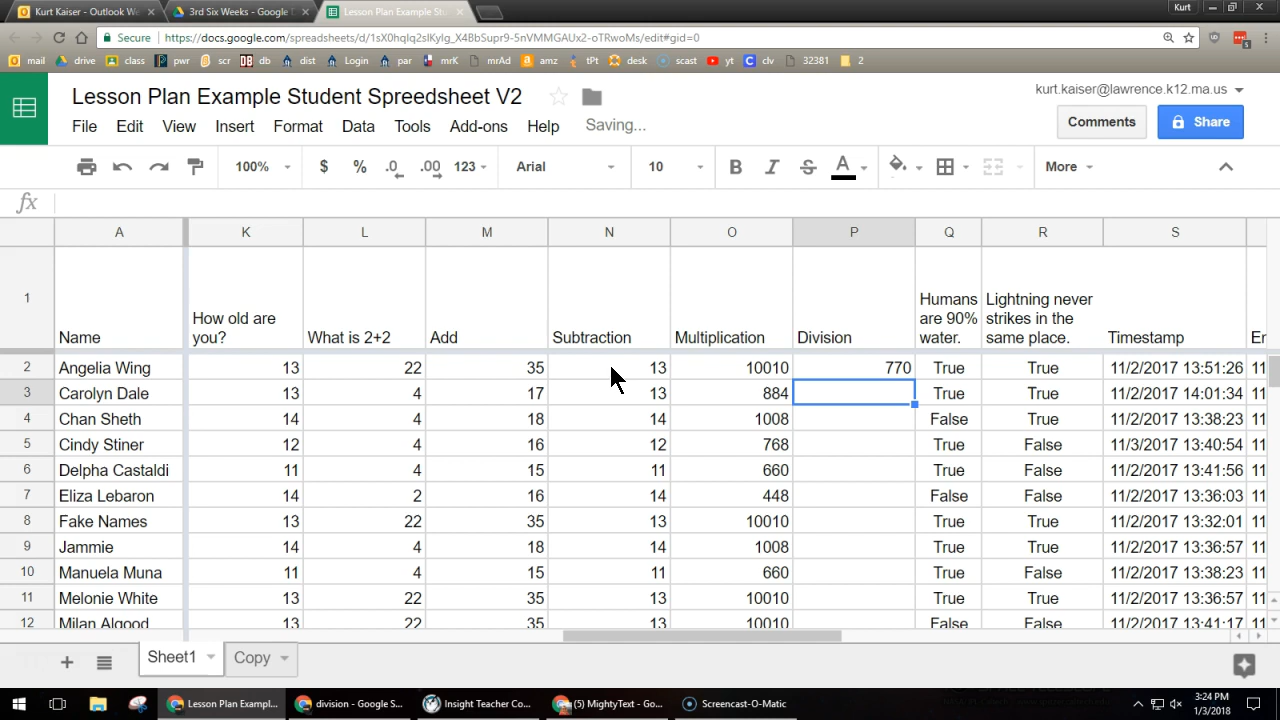 Kurt Kaiser - Outlook We
3rd Six Weeks - Google D
Lesson Plan Example Stu
Kurt
Secure
https://docs.google.com/spreadsheets/d/1sX0hqIq2sIKyIg_X4BbSupr9-5nVMMGAUx2-oTRwoMs/edit#gid=0
mail drive class pwr scr db dist Login par mrK mrAd amz tPt desk scast yt clv 32381 2
Lesson Plan Example Student Spreedsheet V2
kurt.kaiser@lawrence.k12.ma.us
File Edit View Insert Format Data Tools Add-ons Help Saving...
Comments
Share
100% $ % .0 .00 123 Arial 10 B I S A More
fx
A K L M N O P Q R S
1
Name
How old are you?
What is 2+2
Add
Subtraction
Multiplication
Division
Humans are 90% water.
Lightning never strikes in the same place.
Timestamp
Er
2 Angelia Wing 13 22 35 13 10010 770 True True 11/2/2017 13:51:26 11
3 Carolyn Dale 13 4 17 13 884 True True 11/2/2017 14:01:34 11
4 Chan Sheth 14 4 18 14 1008 False True 11/2/2017 13:38:23 11
5 Cindy Stiner 12 4 16 12 768 True False 11/3/2017 13:40:54 11
6 Delpha Castaldi 11 4 15 11 660 True False 11/2/2017 13:41:56 11
7 Eliza Lebaron 14 2 16 14 448 False False 11/2/2017 13:36:03 11
8 Fake Names 13 22 35 13 10010 True True 11/2/2017 13:32:01 11
9 Jammie 14 4 18 14 1008 True True 11/2/2017 13:36:57 11
10 Manuela Muna 11 4 15 11 660 True False 11/2/2017 13:38:23 11
11 Melonie White 13 22 35 13 10010 True True 11/2/2017 13:36:57 11
12 Milan Algood 13 22 35 13 10010 False True 11/2/2017 13:41:17 11
Sheet1
Copy
Lesson Plan Exampl...
division - Google S...
Insight Teacher Co...
(5) MightyText - Go...
Screencast-O-Matic
3:24 PM
1/3/2018